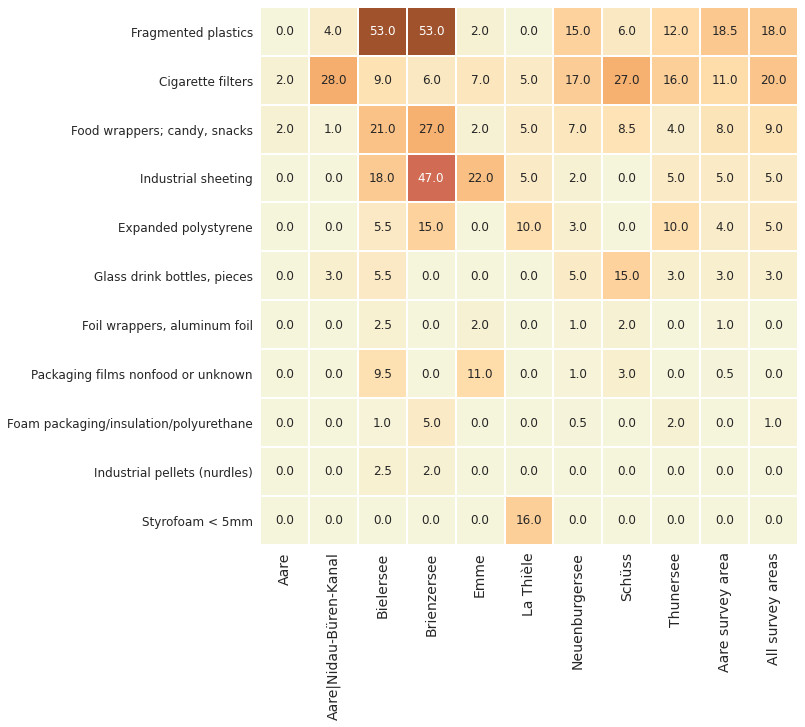 Fragmented plastics 0.0 4.0 53.0 53.0 2.0 0.0 15.0 6.0 12.0 18.5 18.0
Cigarette filters 2.0 28.0 9.0 6.0 7.0 5.0 17.0 27.0 16.0 11.0 20.0
Food wrappers; candy, snacks 2.0 1.0 21.0 27.0 2.0 5.0 7.0 8.5 4.0 8.0 9.0
Industrial sheeting 0.0 0.0 18.0 47.0 22.0 5.0 2.0 0.0 5.0 5.0 5.0
Expanded polystyrene 0.0 0.0 5.5 15.0 0.0 10.0 3.0 0.0 10.0 4.0 5.0
Glass drink bottles, pieces 0.0 3.0 5.5 0.0 0.0 0.0 5.0 15.0 3.0 3.0 3.0
Foil wrappers, aluminum foil 0.0 0.0 2.5 0.0 2.0 0.0 1.0 2.0 0.0 1.0 0.0
Packaging films nonfood or unknown 0.0 0.0 9.5 0.0 11.0 0.0 1.0 3.0 0.0 0.5 0.0
Foam packaging/insulation/polyurethane 0.0 0.0 1.0 5.0 0.0 0.0 0.5 0.0 2.0 0.0 1.0
Industrial pellets (nurdles) 0.0 0.0 2.5 2.0 0.0 0.0 0.0 0.0 0.0 0.0 0.0
Styrofoam < 5mm 0.0 0.0 0.0 0.0 0.0 16.0 0.0 0.0 0.0 0.0 0.0
Aare
Aare|Nidau-Büren-Kanal
Bielersee
Brienzersee
Emme
La Thièle
Neuenburgersee
Schüss
Thunersee
Aare survey area
All survey areas